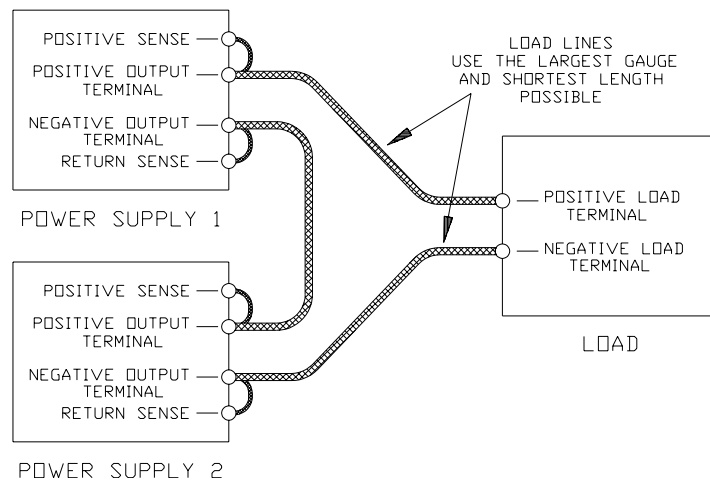 POSITIVE SENSE
POSITIVE OUTPUT
TERMINAL
NEGATIVE OUTPUT
TERMINAL
RETURN SENSE
POWER SUPPLY 1
LOAD LINES
USE THE LARGEST GAUGE
AND SHORTEST LENGTH
POSSIBLE
POSITIVE LOAD
TERMINAL
NEGATIVE LOAD
TERMINAL
LOAD
POSITIVE SENSE
POSITIVE OUTPUT
TERMINAL
NEGATIVE OUTPUT
TERMINAL
RETURN SENSE
POWER SUPPLY 2